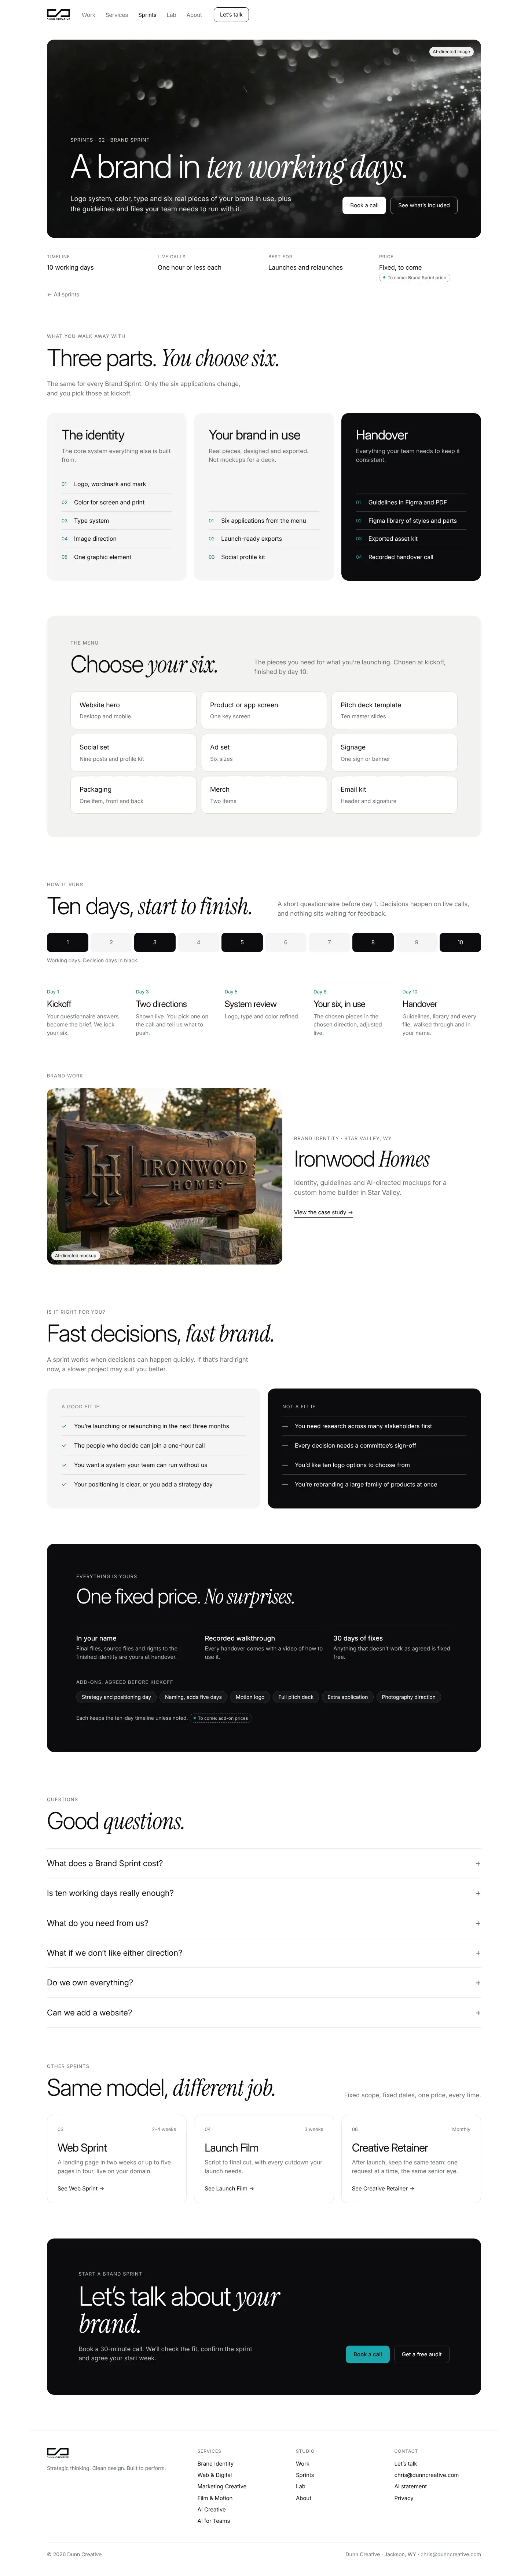 DUNN CREATIVE
Work
Services
Sprints
Lab
About
Let's talk
AI-directed image
SPRINTS · 02 · BRAND SPRINT
A brand in ten working days.
Logo system, color, type and six real pieces of your brand in use, plus
the guidelines and files your team needs to run with it.
Book a call
See what's included
TIMELINE
10 working days
LIVE CALLS
One hour or less each
BEST FOR
Launches and relaunches
PRICE
Fixed, to come
To come: Brand Sprint price
← All sprints
WHAT YOU WALK AWAY WITH
Three parts. You choose six.
The same for every Brand Sprint. Only the six applications change,
and you pick those at kickoff.
The identity
The core system everything else is built
from.
01 Logo, wordmark and mark
02 Color for screen and print
03 Type system
04 Image direction
05 One graphic element
Your brand in use
Real pieces, designed and exported.
Not mockups for a deck.
01 Six applications from the menu
02 Launch-ready exports
03 Social profile kit
Handover
Everything your team needs to keep it
consistent.
01 Guidelines in Figma and PDF
02 Figma library of styles and parts
03 Exported asset kit
04 Recorded handover call
THE MENU
Choose your six.
The pieces you need for what you're launching. Chosen at kickoff,
finished by day 10.
Website hero
Desktop and mobile
Product or app screen
One key screen
Pitch deck template
Ten master slides
Social set
Nine posts and profile kit
Ad set
Six sizes
Signage
One sign or banner
Packaging
One item, front and back
Merch
Two items
Email kit
Header and signature
HOW IT RUNS
Ten days, start to finish.
A short questionnaire before day 1. Decisions happen on live calls,
and nothing sits waiting for feedback.
1 2 3 4 5 6 7 8 9 10
Working days. Decision days in black.
Day 1
Kickoff
Your questionnaire answers
become the brief. We lock
your six.
Day 3
Two directions
Shown live. You pick one on
the call and tell us what to
push.
Day 5
System review
Logo, type and color refined.
Day 8
Your six, in use
The chosen pieces in the
chosen direction, adjusted
live.
Day 10
Handover
Guidelines, library and every
file, walked through and in
your name.
BRAND WORK
IH
IRONWOOD
HOMES
AI-directed mockup
BRAND IDENTITY · STAR VALLEY, WY
Ironwood Homes
Identity, guidelines and AI-directed mockups for a
custom home builder in Star Valley.
View the case study →
IS IT RIGHT FOR YOU?
Fast decisions, fast brand.
A sprint works when decisions can happen quickly. If that's hard right
now, a slower project may suit you better.
A GOOD FIT IF
✓ You're launching or relaunching in the next three months
✓ The people who decide can join a one-hour call
✓ You want a system your team can run without us
✓ Your positioning is clear, or you add a strategy day
NOT A FIT IF
— You need research across many stakeholders first
— Every decision needs a committee's sign-off
— You'd like ten logo options to choose from
— You're rebranding a large family of products at once
EVERYTHING IS YOURS
One fixed price. No surprises.
In your name
Final files, source files and rights to the
finished identity are yours at handover.
Recorded walkthrough
Every handover comes with a video of how to
use it.
30 days of fixes
Anything that doesn't work as agreed is fixed
free.
ADD-ONS, AGREED BEFORE KICKOFF
Strategy and positioning day
Naming, adds five days
Motion logo
Full pitch deck
Extra application
Photography direction
Each keeps the ten-day timeline unless noted.
To come: add-on prices
QUESTIONS
Good questions.
What does a Brand Sprint cost? +
Is ten working days really enough? +
What do you need from us? +
What if we don't like either direction? +
Do we own everything? +
Can we add a website? +
OTHER SPRINTS
Same model, different job.
Fixed scope, fixed dates, one price, every time.
03
2–4 weeks
Web Sprint
A landing page in two weeks or up to five
pages in four, live on your domain.
See Web Sprint →
04
3 weeks
Launch Film
Script to final cut, with every cutdown your
launch needs.
See Launch Film →
06
Monthly
Creative Retainer
After launch, keep the same team: one
request at a time, the same senior eye.
See Creative Retainer →
START A BRAND SPRINT
Let's talk about your
brand.
Book a 30-minute call. We'll check the fit, confirm the sprint
and agree your start week.
Book a call
Get a free audit
DUNN CREATIVE
Strategic thinking. Clean design. Built to perform.
SERVICES
Brand Identity
Web & Digital
Marketing Creative
Film & Motion
AI Creative
AI for Teams
STUDIO
Work
Sprints
Lab
About
CONTACT
Let's talk
chris@dunncreative.com
AI statement
Privacy
© 2026 Dunn Creative
Dunn Creative · Jackson, WY · chris@dunncreative.com